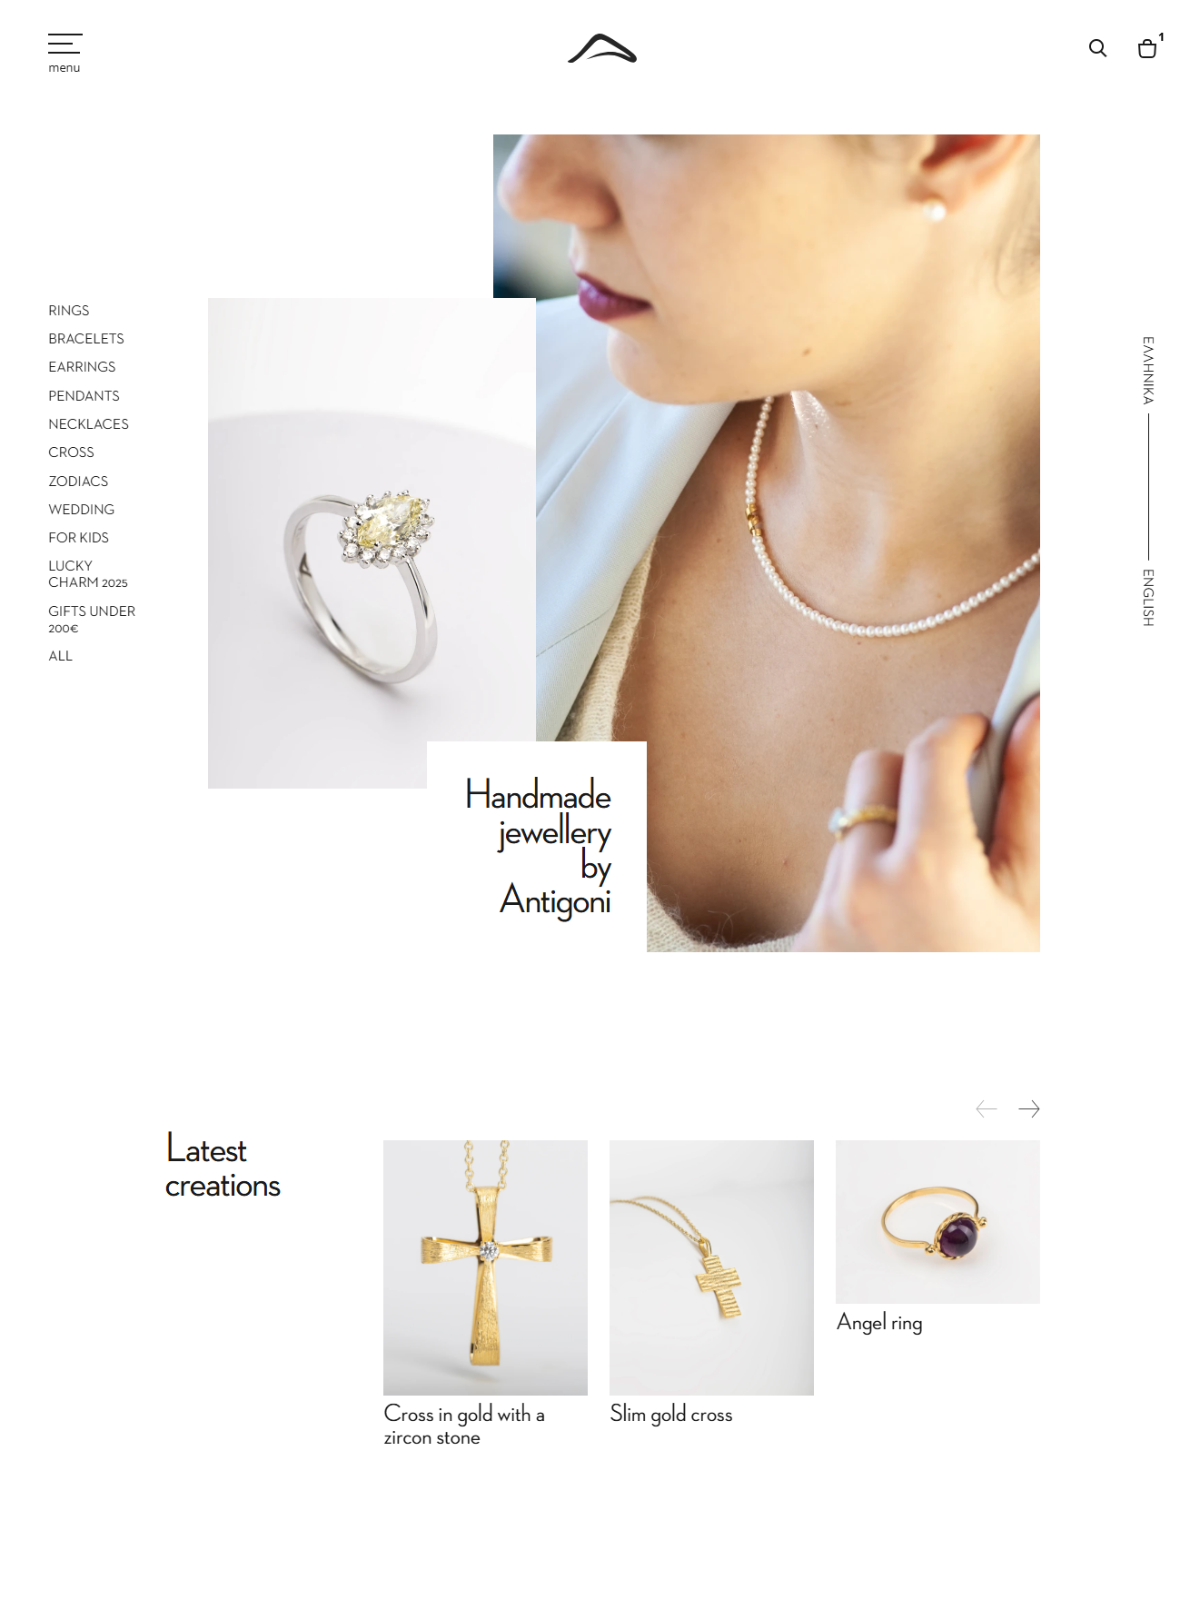 menu
1
RINGS
BRACELETS
EARRINGS
PENDANTS
NECKLACES
CROSS
ZODIACS
WEDDING
FOR KIDS
LUCKY
CHARM 2025
GIFTS UNDER
200€
ALL
ΕΛΛΗΝΙΚΑ
ENGLISH
Handmade
jewellery
by
Antigoni
Latest
creations
Cross in gold with a
zircon stone
Slim gold cross
Angel ring